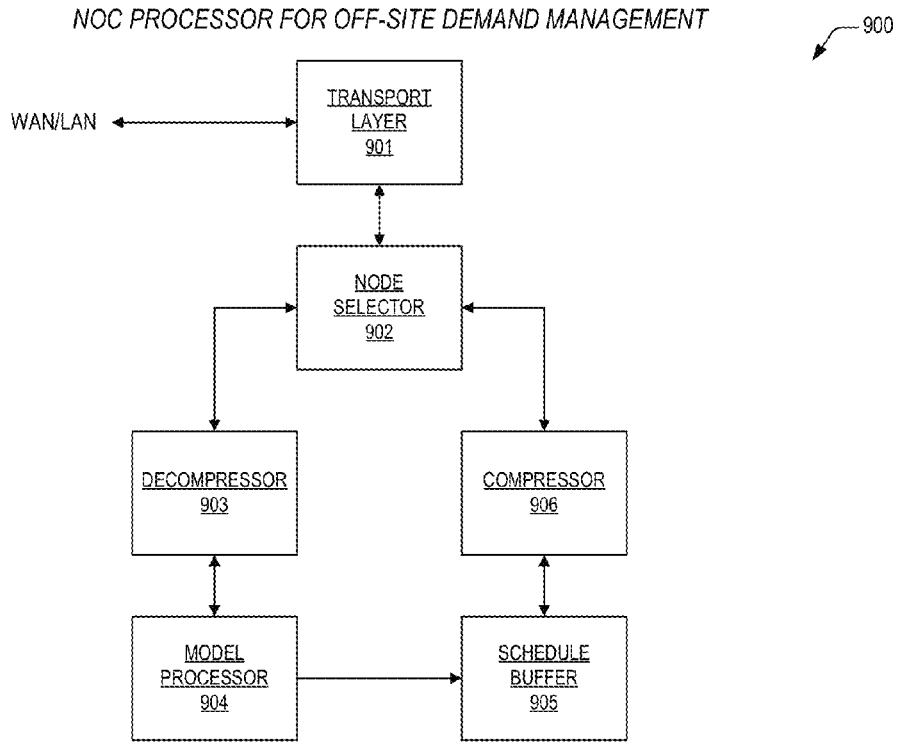 NOC PROCESSOR FOR OFF-SITE DEMAND MANAGEMENT
900
WAN/LAN
TRANSPORT
LAYER
901
NODE
SELECTOR
902
DECOMPRESSOR
903
COMPRESSOR
906
MODEL
PROCESSOR
904
SCHEDULE
BUFFER
905